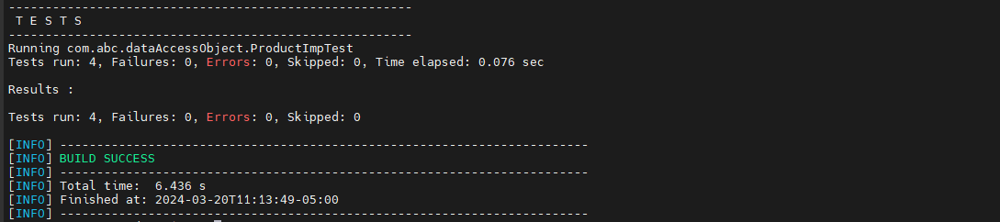 -------------------------------------------------------
 T E S T S
-------------------------------------------------------
Running com.abc.dataAccessObject.ProductImpTest
Tests run: 4, Failures: 0, Errors: 0, Skipped: 0, Time elapsed: 0.076 sec

Results :

Tests run: 4, Failures: 0, Errors: 0, Skipped: 0

[INFO] ------------------------------------------------------------------------
[INFO] BUILD SUCCESS
[INFO] ------------------------------------------------------------------------
[INFO] Total time:  6.436 s
[INFO] Finished at: 2024-03-20T11:13:49-05:00
[INFO] ------------------------------------------------------------------------